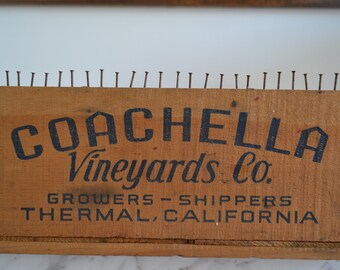 COACHELLA
Vineyards Co.
GROWERS - SHIPPERS
THERMAL, CALIFORNIA